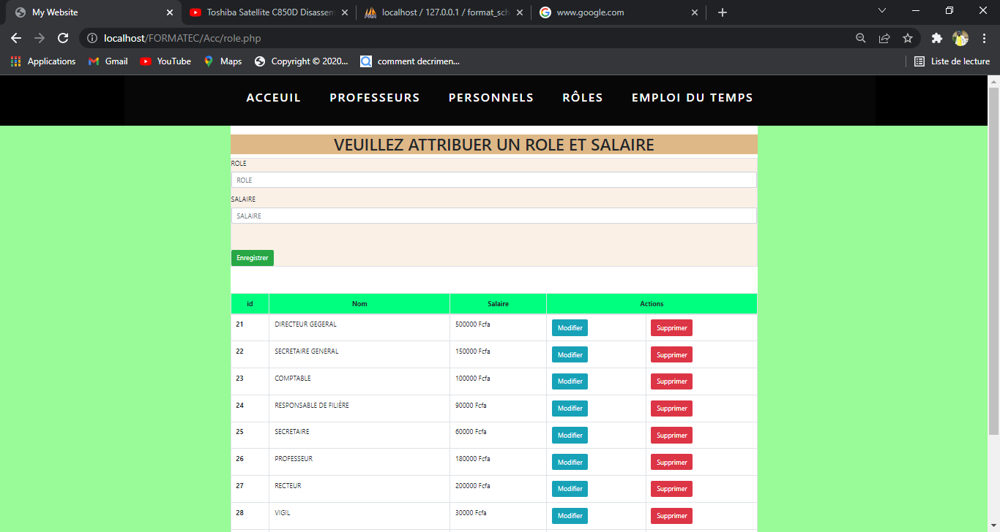 My Website
Toshiba Satellite C850D Disassem
localhost / 127.0.0.1 / format_sch
www.google.com
localhost/FORMATEC/Acc/role.php
Applications
Gmail
YouTube
Maps
Copyright © 2020...
comment decrimen...
Liste de lecture
ACCEUIL PROFESSEURS PERSONNELS RÔLES EMPLOI DU TEMPS
VEUILLEZ ATTRIBUER UN ROLE ET SALAIRE
ROLE
ROLE
SALAIRE
SALAIRE
Enregistrer
id Nom Salaire Actions
21 DIRECTEUR GEGERAL 500000 Fcfa Modifier Supprimer
22 SECRETAIRE GENERAL 150000 Fcfa Modifier Supprimer
23 COMPTABLE 100000 Fcfa Modifier Supprimer
24 RESPONSABLE DE FILIÈRE 90000 Fcfa Modifier Supprimer
25 SECRETAIRE 60000 Fcfa Modifier Supprimer
26 PROFESSEUR 180000 Fcfa Modifier Supprimer
27 RECTEUR 200000 Fcfa Modifier Supprimer
28 VIGIL 30000 Fcfa Modifier Supprimer